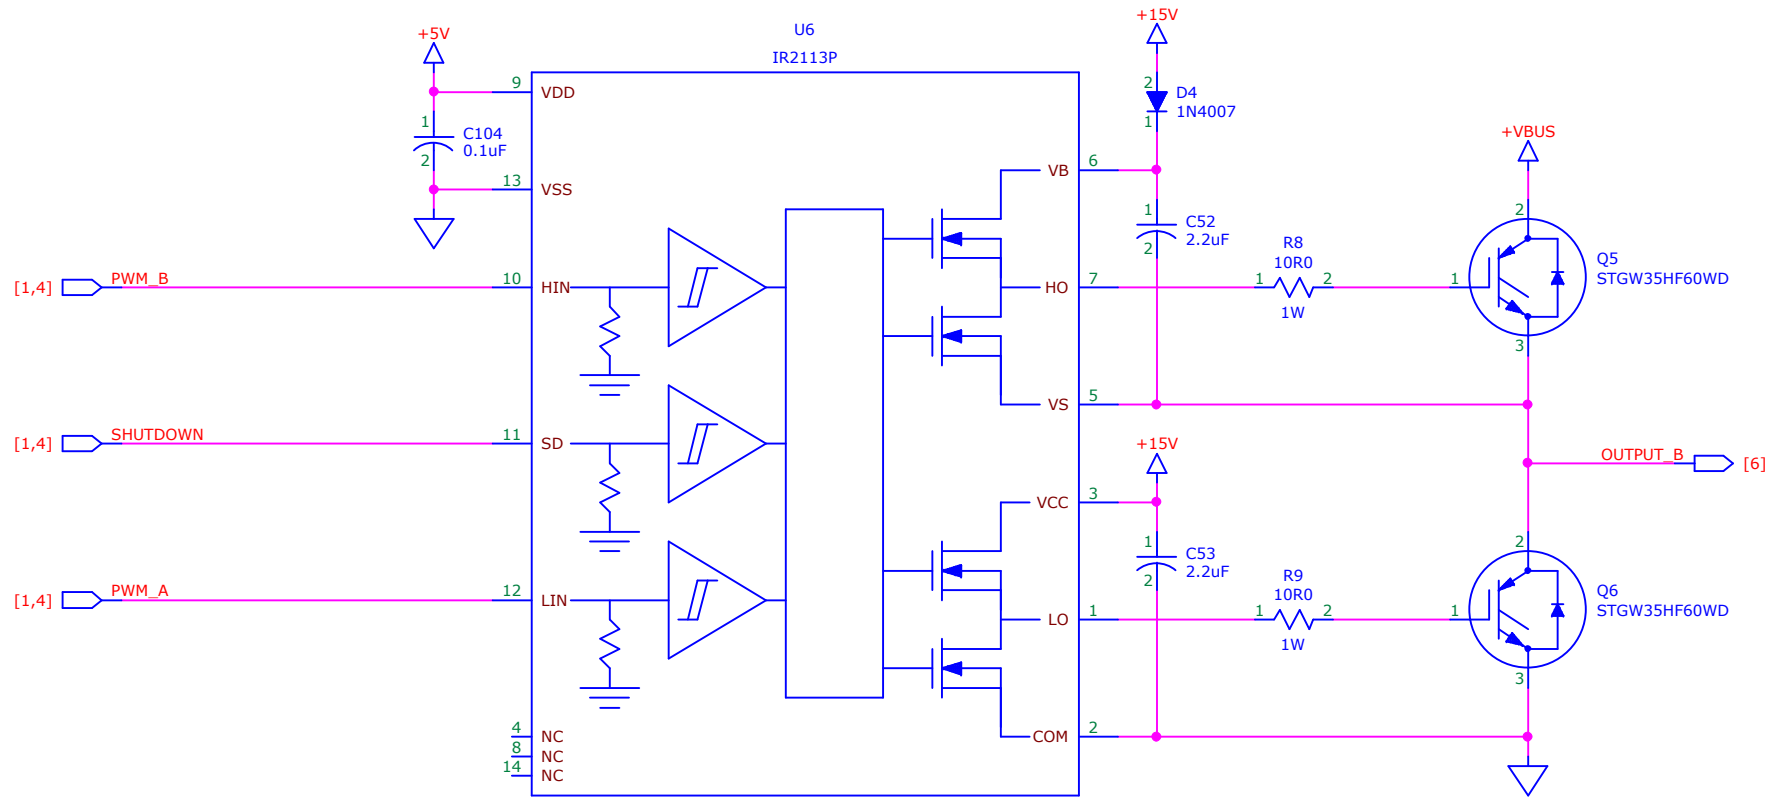 +5V
U6
IR2113P
+15V
9
VDD
2
D4
1N4007
1
1
C104
0.1uF
2
+VBUS
VB
6
13
VSS
1
C52
2.2uF
2
2
R8
10R0
Q5
STGW35HF60WD
[1,4]
PWM_B
10
HIN
HO
7
1
2
1
1W
3
VS
5
[1,4]
SHUTDOWN
11
SD
+15V
OUTPUT_B
[6]
VCC
3
1
C53
2.2uF
2
2
R9
10R0
Q6
STGW35HF60WD
[1,4]
PWM_A
12
LIN
LO
1
1
2
1
1W
3
4
NC
COM
2
8
NC
14
NC